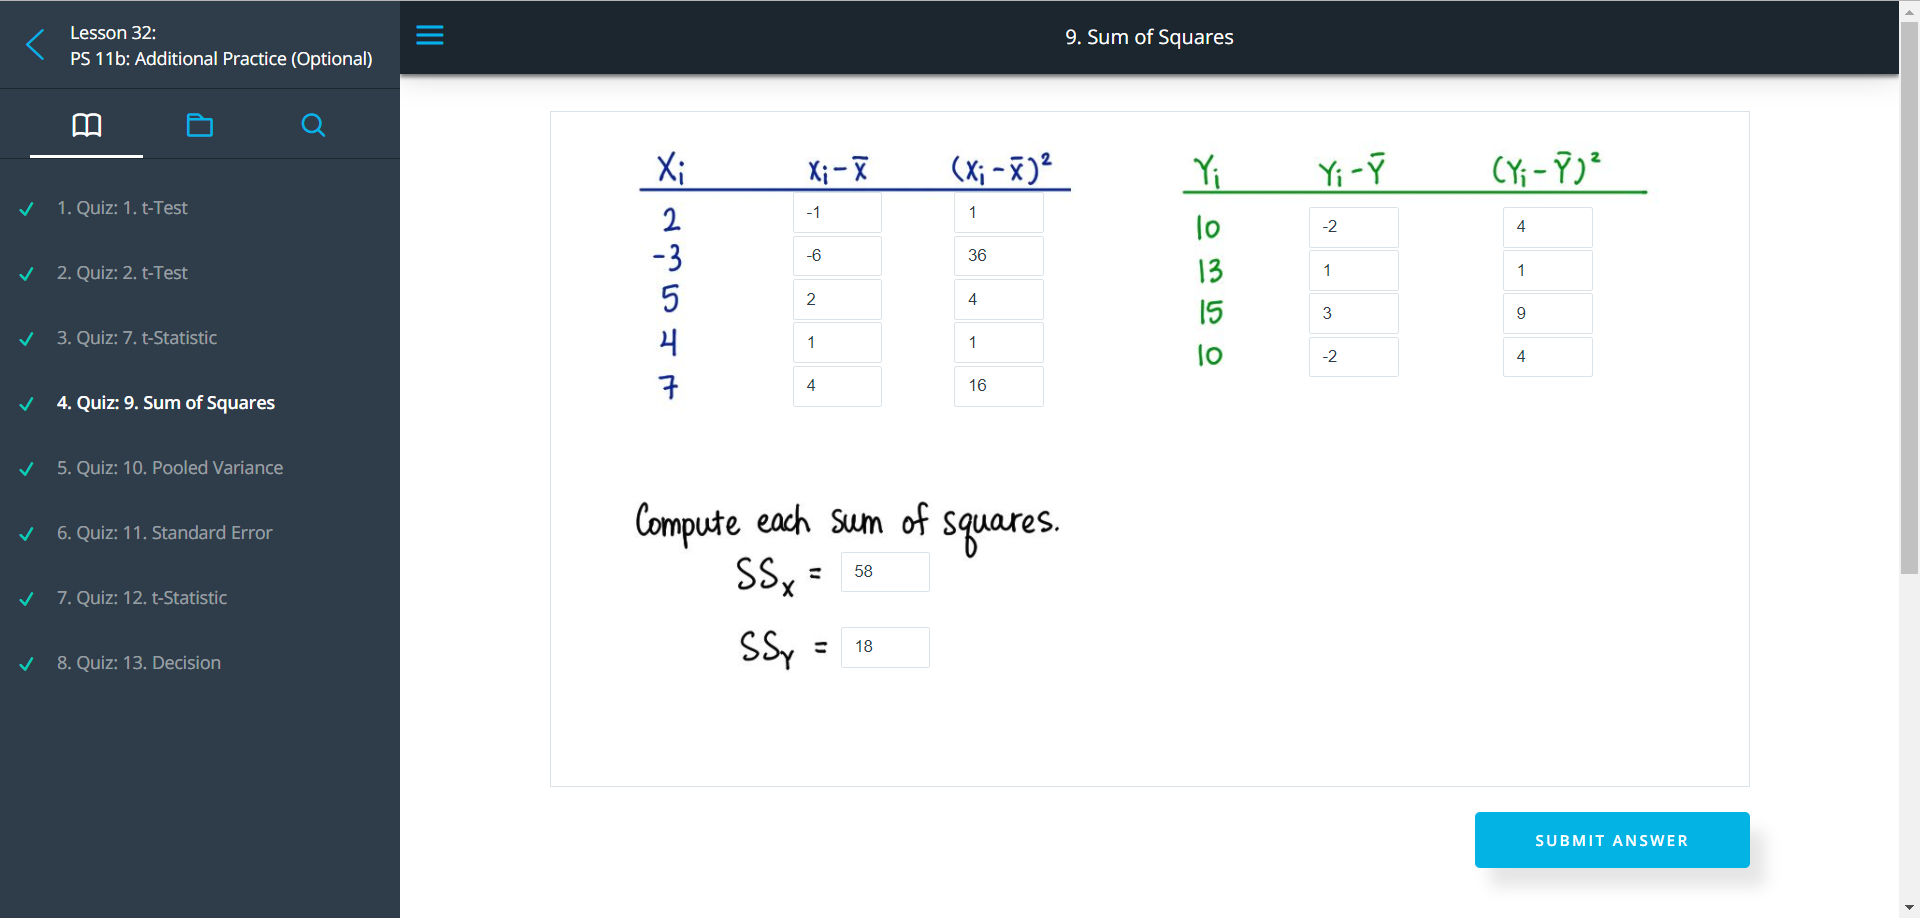 Lesson 32:
PS 11b: Additional Practice (Optional)
1. Quiz: 1. t-Test
2. Quiz: 2. t-Test
3. Quiz: 7. t-Statistic
4. Quiz: 9. Sum of Squares
5. Quiz: 10. Pooled Variance
6. Quiz: 11. Standard Error
7. Quiz: 12. t-Statistic
8. Quiz: 13. Decision
9. Sum of Squares
Xᵢ Xᵢ - X̄ (Xᵢ - X̄)²
2 -1 1
-3 -6 36
5 2 4
4 1 1
7 4 16
Yᵢ Yᵢ - Ȳ (Yᵢ - Ȳ)²
10 -2 4
13 1 1
15 3 9
10 -2 4
Compute each sum of squares.
SSₓ = 58
SSY = 18
SUBMIT ANSWER